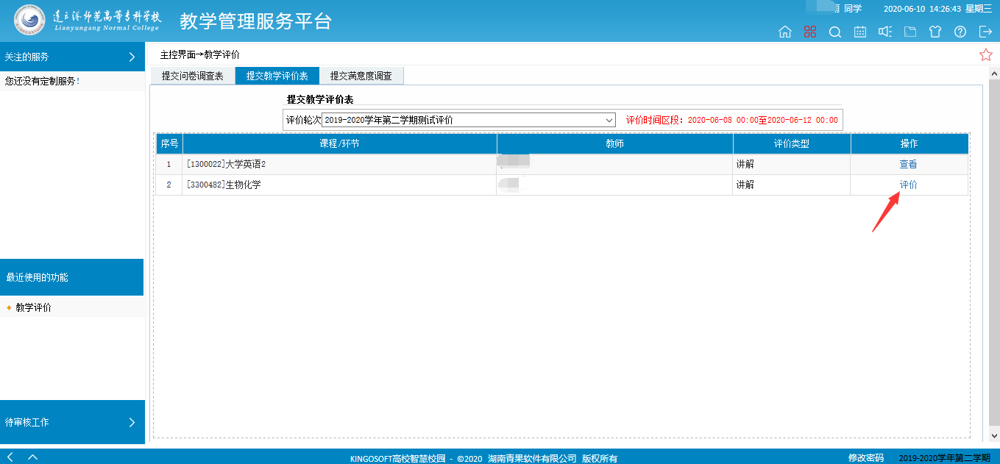 连云港师范高等专科学校
Lianyungang Normal College
教学管理服务平台
同学 2020-06-10 14:26:43 星期三
关注的服务
您还没有定制服务!
最近使用的功能
教学评价
待审核工作
主控界面→教学评价
提交问卷调查表 提交教学评价表 提交满意度调查
提交教学评价表
评价轮次 2019-2020学年第二学期测试评价 评价时间区段：2020-06-08 00:00至2020-06-12 00:00
序号 课程/环节 教师 评价类型 操作
1 [1300022]大学英语2 讲解 查看
2 [3300482]生物化学 讲解 评价
KINGOSOFT高校智慧校园 - ©2020 湖南青果软件有限公司 版权所有 修改密码 2019-2020学年第二学期